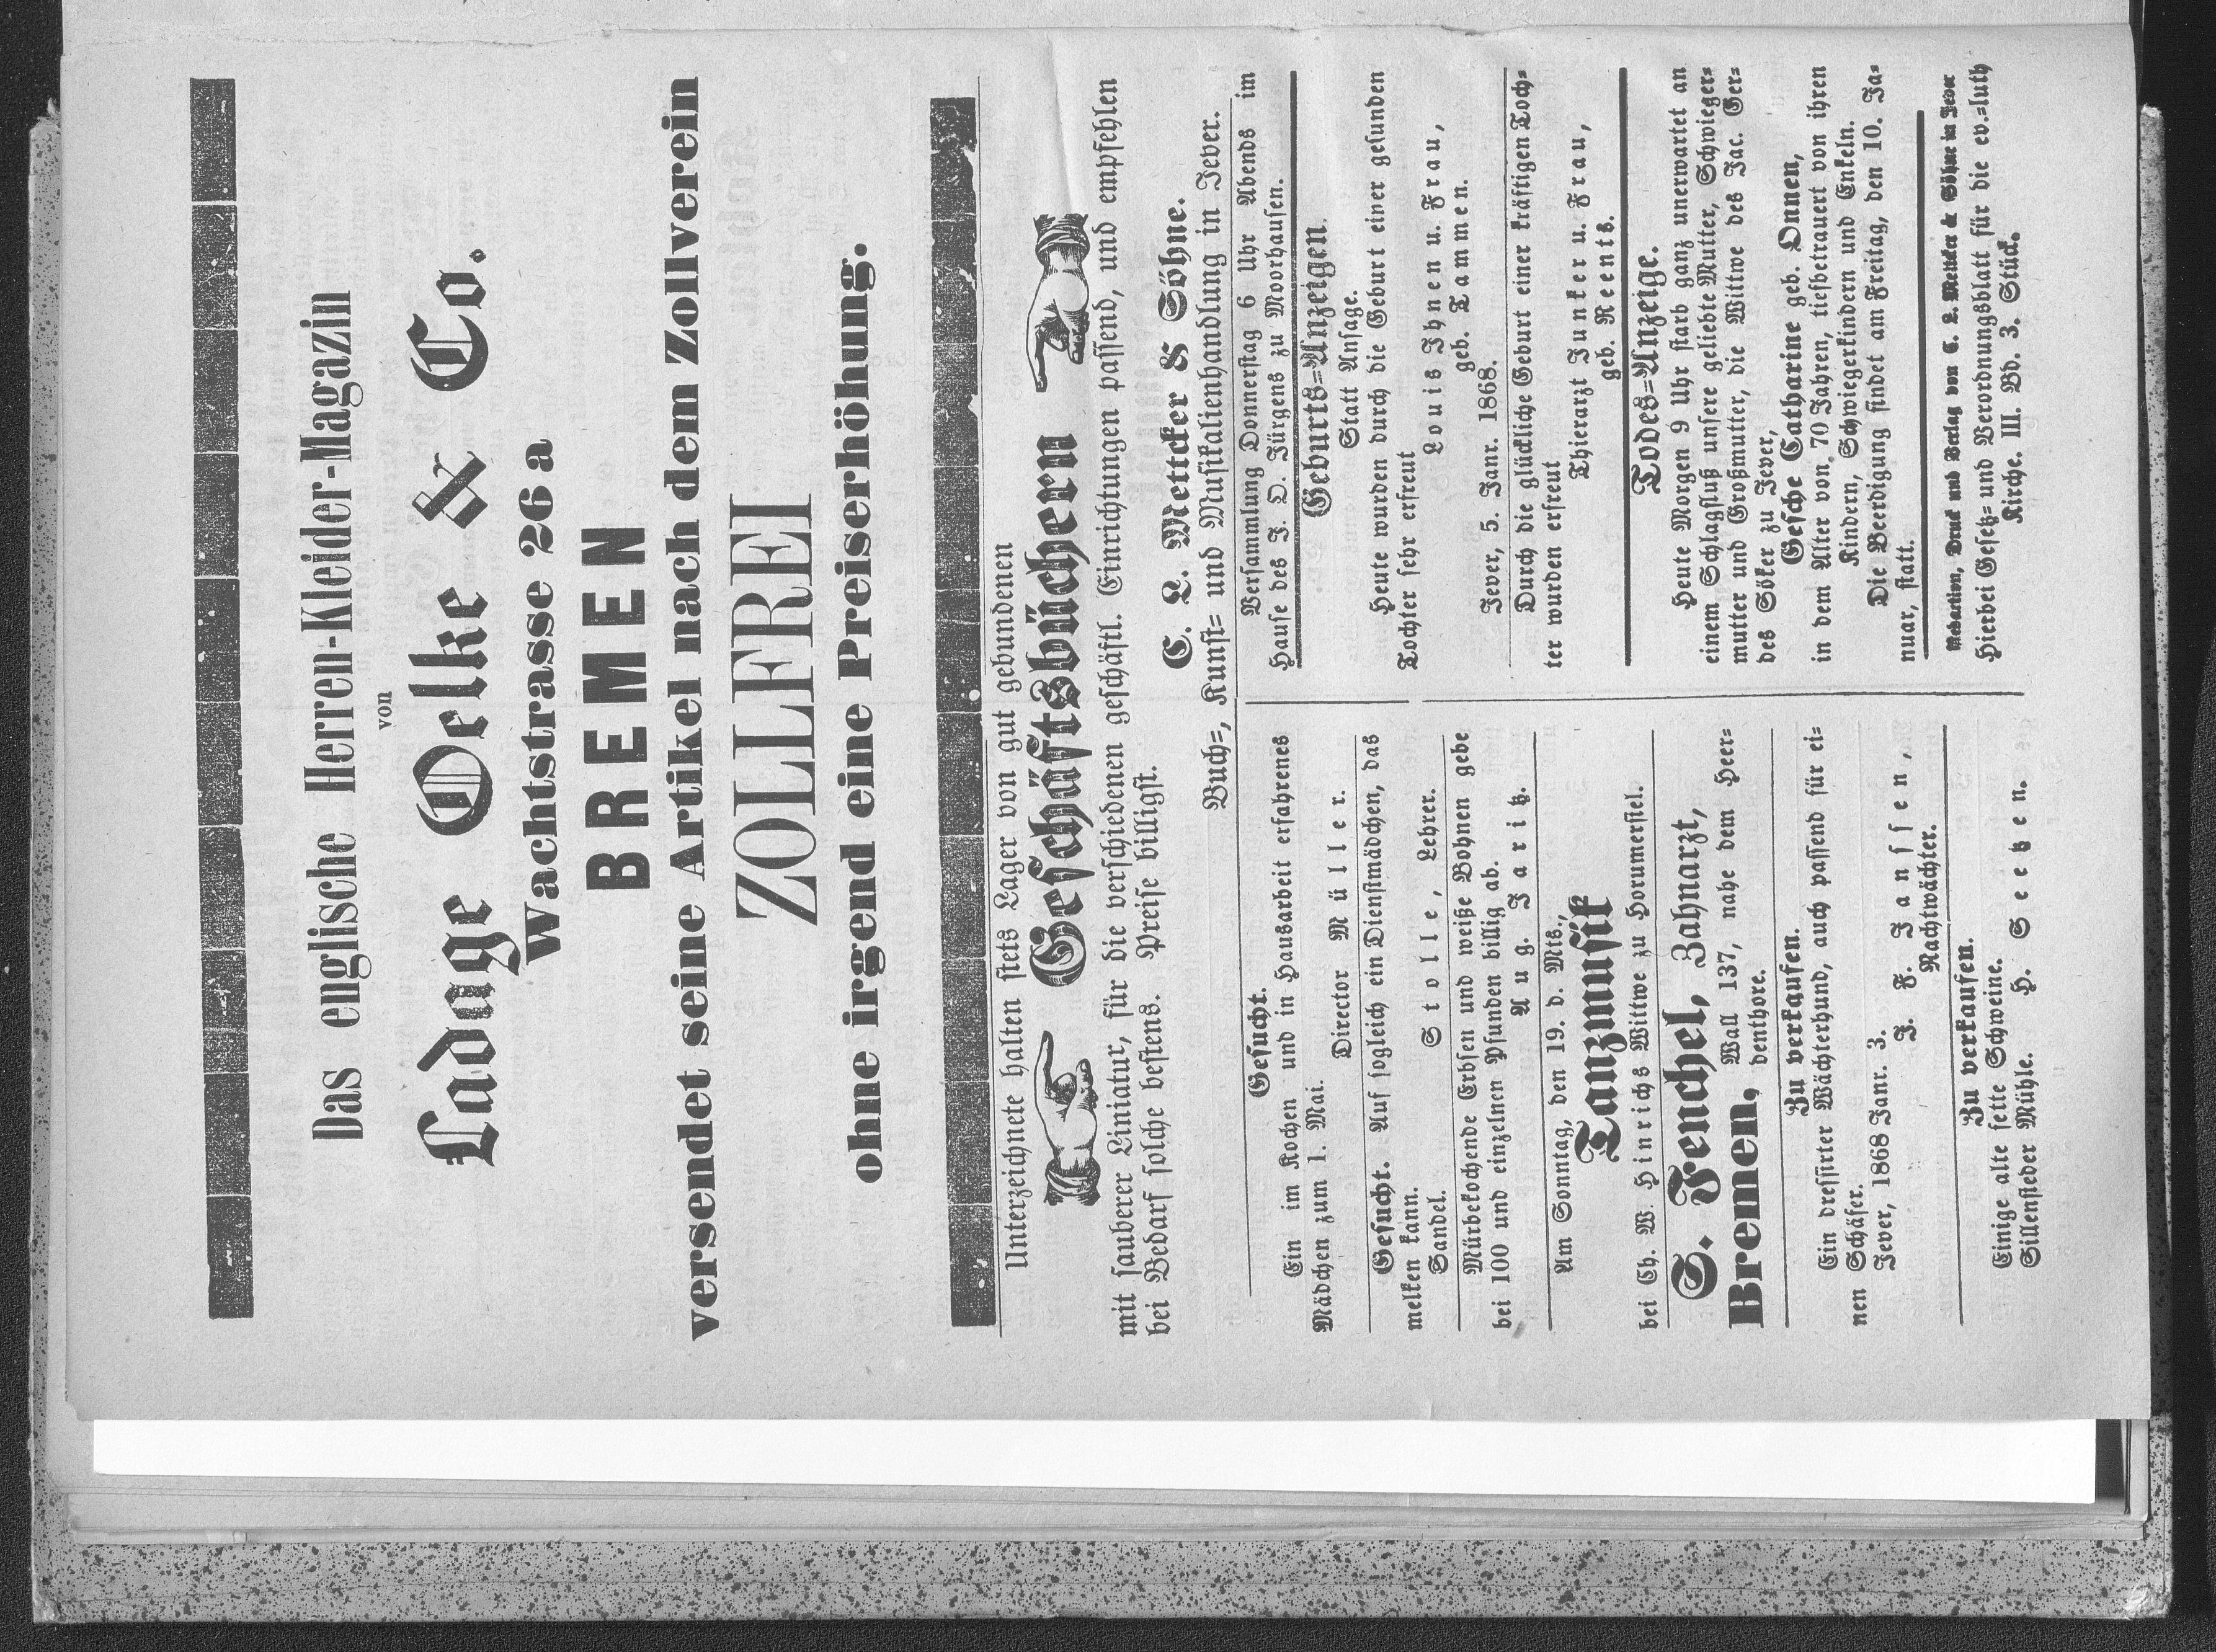 Das englische Herren-Kleider-Magazin
von
Ladage Oelke & Co.
Wachtstrasse 26a
BREMEN
versendet seine Artikel nach dem Zollverein
ZOLLFREI
ohne irgend eine Preiserhöhung.
Unterzeichnete halten stets Lager von gut gebundenen
Geschäftsbüchern
mit sauberer Liniatur, für die verschiedenen geschäftl. Einrichtungen passend, und empfehlen
bei Bedarf solche bestens. Preise billigst.
C. L. Mettcker & Söhne.
Buch=, Kunst= und Musikalienhandlung in Jever.
Gesucht.
Ein im Kochen und in Hausarbeit erfahrenes
Mädchen zum 1. Mai.
Director Müller.
Gesucht. Auf sogleich ein Dienstmädchen, das
melken kann.
Sandel. Stolle, Lehrer.
Mürbekochende Erbsen und weiße Bohnen gebe
bei 100 und einzelnen Pfunden billig ab.
Aug. Jaritz.
Am Sonntag, den 19. d. Mts.,
Tanzmusik
bei Ch. W. Hinrichs Wittwe zu Horumersiel.
S. Fenchel, Zahnarzt,
Bremen, Wall 137, nahe dem Heer=
denthore.
Zu verkaufen.
Ein dressirter Wächterhund, auch passend für ei=
nen Schäfer.
Jever, 1868 Janr. 3.
J. F. Janssen,
Nachtwächter.
Zu verkaufen.
Einige alte fette Schweine.
Sillensteder Mühle. H. Seetzen.
Versammlung Donnerstag 6 Uhr Abends im
Hause des J. D. Jürgens zu Moorhausen.
Geburts=Anzeigen.
Statt Ansage.
Heute wurden durch die Geburt einer gesunden
Tochter sehr erfreut
Louis Ihnen u. Frau,
geb. Tammen.
Jever, 5. Janr. 1868.
Durch die glückliche Geburt einer kräftigen Toch=
ter wurden erfreut
Thierarzt Junker u. Frau,
geb. Reents.
Todes=Anzeige.
Heute Morgen 9 Uhr starb ganz unerwartet an
einem Schlagfluß unsere geliebte Mutter, Schwieger=
mutter und Großmutter, die Wittwe des Jac. Ger=
des Söker zu Jever,
Gesche Catharine geb. Onnen,
in dem Alter von 70 Jahren, tiefbetrauert von ihren
Kindern, Schwiegerkindern und Enkeln.
Die Beerdigung findet am Freitag, den 10. Ja=
nuar, statt.
Redaction, Druck und Verlag von C. L. Mettcker & Söhne in Jever
Hierbei Gesetz= und Verordnungsblatt für die ev.=luth
Kirche. III. Bd. 3. Stück.